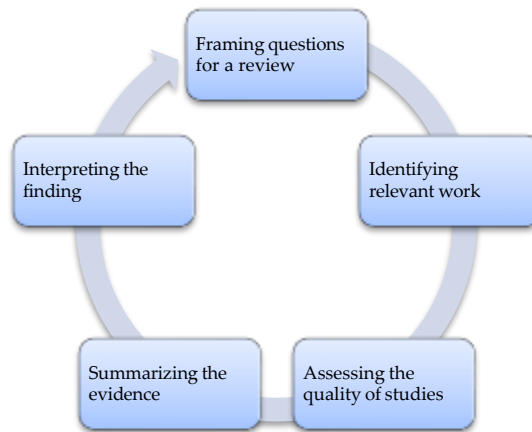 Framing questions
for a review
Identifying
relevant work
Assessing the
quality of studies
Summarizing the
evidence
Interpreting the
finding